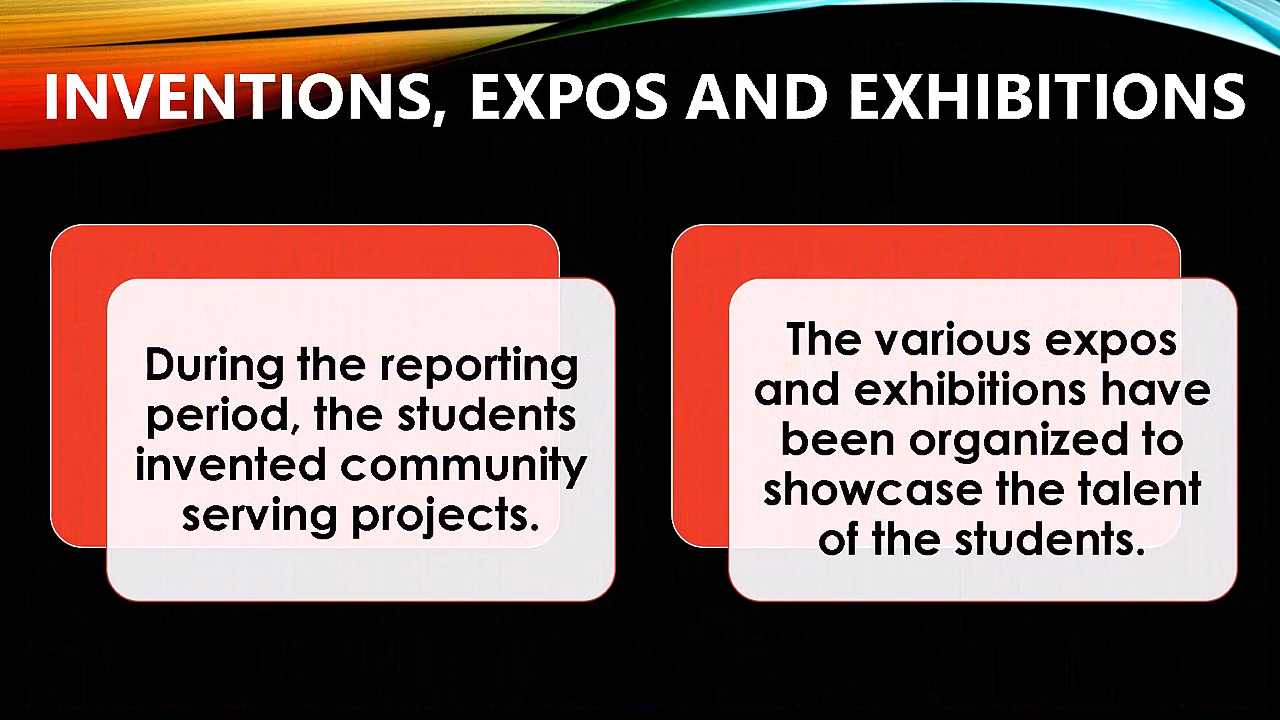 INVENTIONS, EXPOS AND EXHIBITIONS
During the reporting
period, the students
invented community
serving projects.
The various expos
and exhibitions have
been organized to
showcase the talent
of the students.